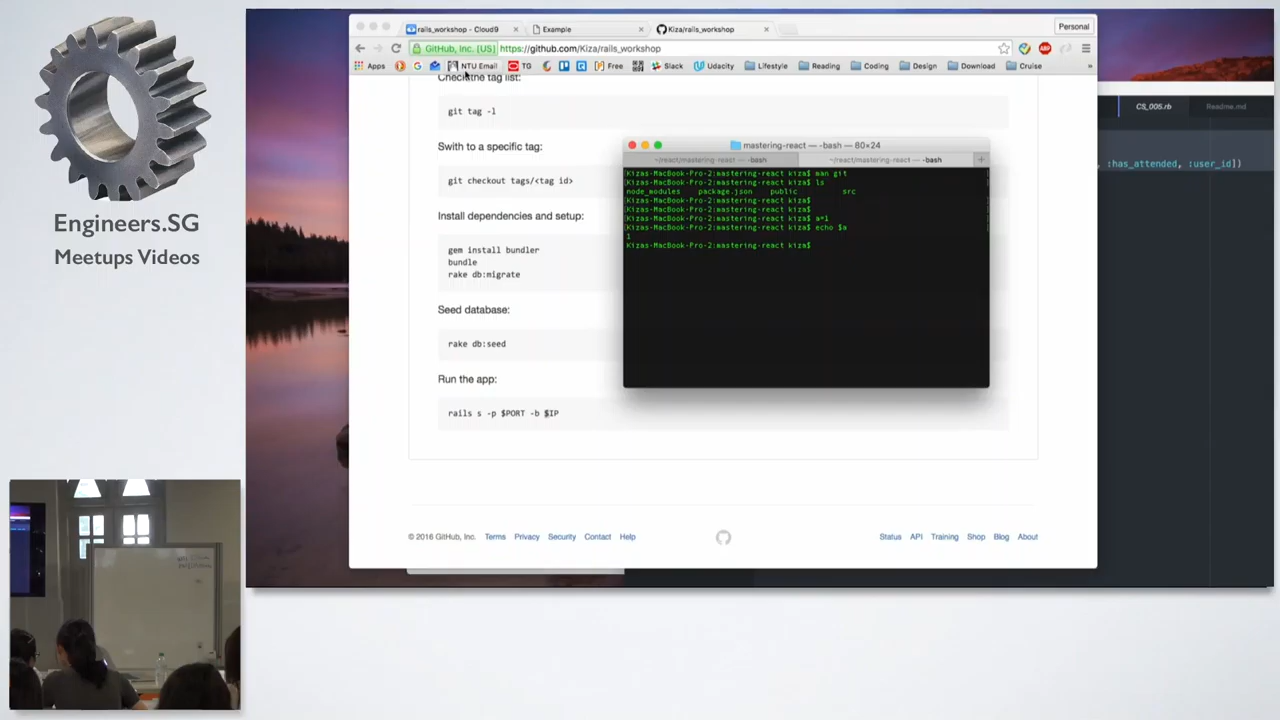 Engineers.SG
Meetups Videos
rails_workshop - Cloud9
Example
Kiza/rails_workshop
Personal
GitHub, Inc. [US]
https://github.com/Kiza/rails_workshop
Apps
NTU Email
TG
Free
Slack
Udacity
Lifestyle
Reading
Coding
Design
Download
Cruise
»
Check the tag list:
git tag -l
Swith to a specific tag:
git checkout tags/<tag id>
Install dependencies and setup:
gem install bundler
bundle
rake db:migrate
Seed database:
rake db:seed
Run the app:
rails s -p $PORT -b $IP
mastering-react — -bash — 80×24
~/react/mastering-react — -bash
~/react/mastering-react — -bash
+
Kizas-MacBook-Pro-2:mastering-react kiza$ man git
Kizas-MacBook-Pro-2:mastering-react kiza$ ls
node_modules package.json public src
Kizas-MacBook-Pro-2:mastering-react kiza$
Kizas-MacBook-Pro-2:mastering-react kiza$
Kizas-MacBook-Pro-2:mastering-react kiza$ a=1
Kizas-MacBook-Pro-2:mastering-react kiza$ echo $a
1
Kizas-MacBook-Pro-2:mastering-react kiza$
CS_005.rb
Readme.md
, :has_attended, :user_id])
© 2016 GitHub, Inc.
Terms
Privacy
Security
Contact
Help
Status
API
Training
Shop
Blog
About